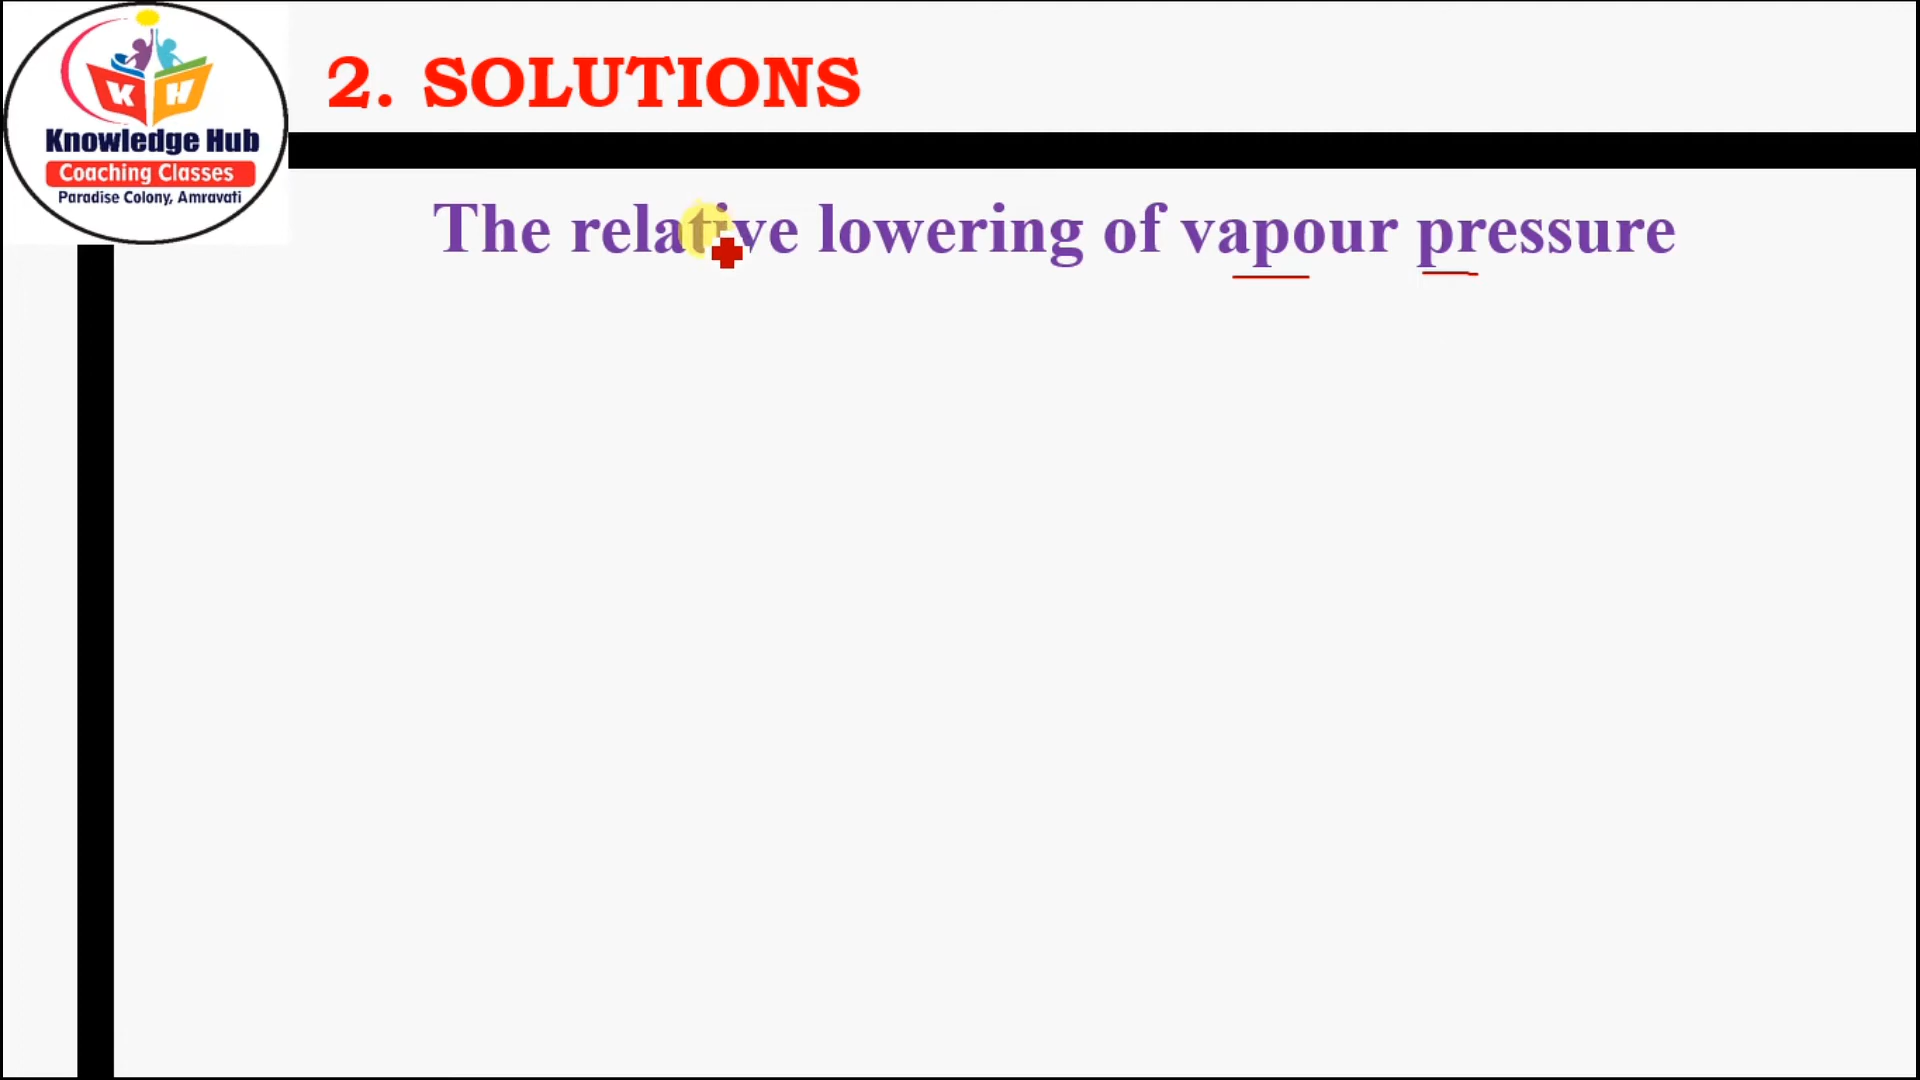 K H
Knowledge Hub
Coaching Classes
Paradise Colony, Amravati
2. SOLUTIONS
The relative lowering of vapour pressure